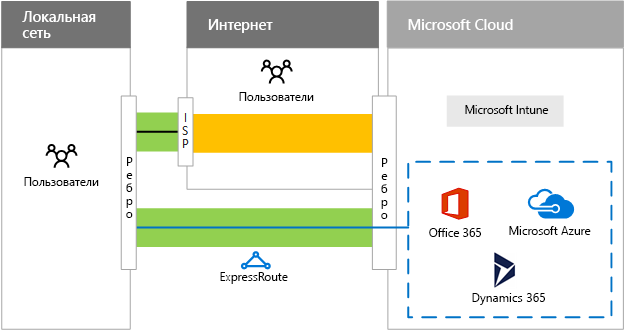 Локальная
сеть
Интернет
Microsoft Cloud
Пользователи
Microsoft Intune
ISP
Ребро
Ребро
Пользователи
Office 365
Microsoft Azure
ExpressRoute
Dynamics 365